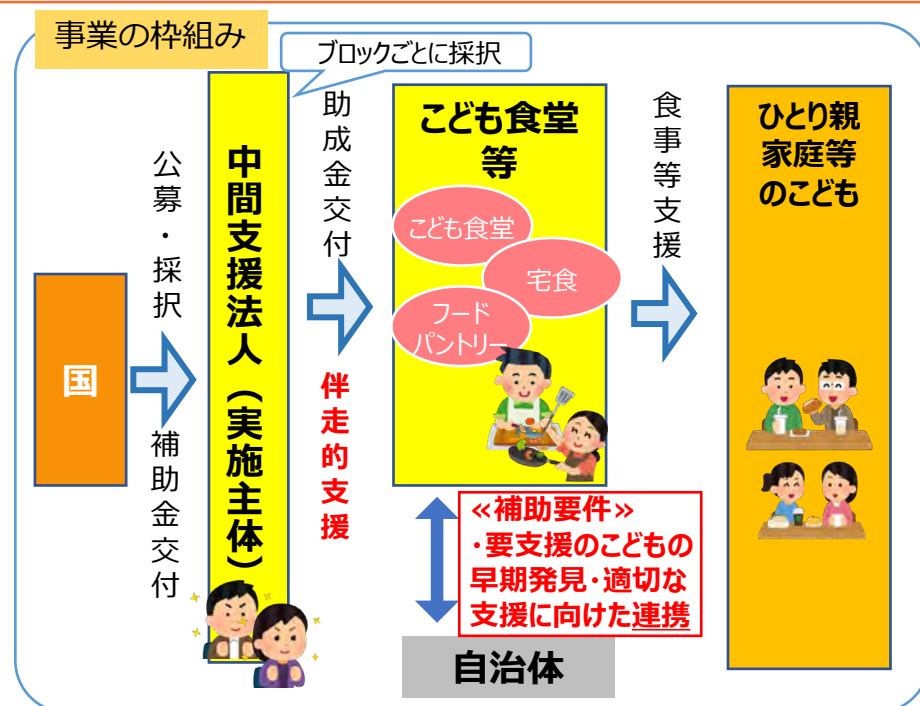 事業の枠組み
ブロックごとに採択
国
公募・採択
補助金交付
中間支援法人（実施主体）
助成金交付
伴走的支援
こども食堂
等
こども食堂
宅食
フード
パントリー
食事等支援
ひとり親
家庭等
のこども
≪補助要件≫
・要支援のこどもの
早期発見・適切な
支援に向けた連携
自治体